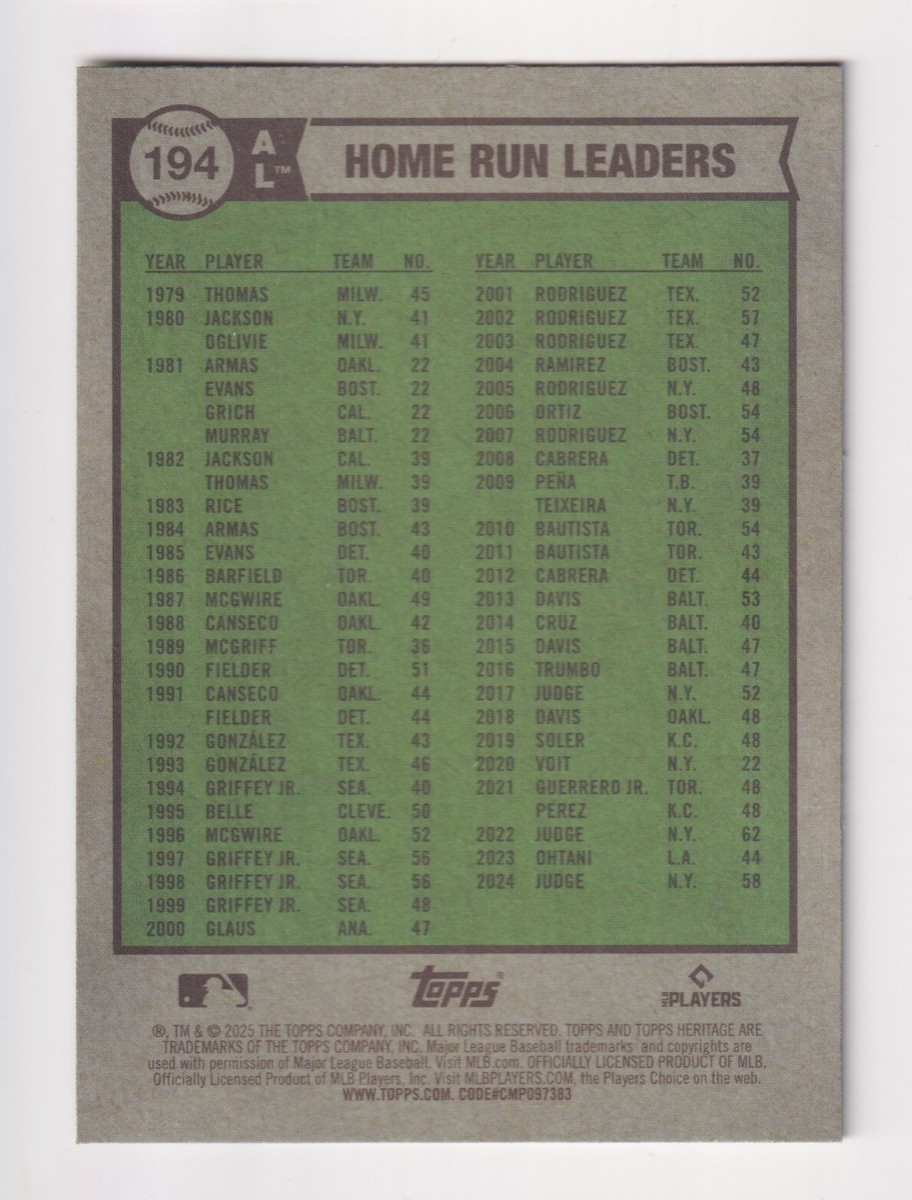 194
AL™
HOME RUN LEADERS
YEAR PLAYER TEAM NO.
1979 THOMAS MILW. 45
1980 JACKSON N.Y. 41
OGLIVIE MILW. 41
1981 ARMAS OAKL. 22
EVANS BOST. 22
GRICH CAL. 22
MURRAY BALT. 22
1982 JACKSON CAL. 39
THOMAS MILW. 39
1983 RICE BOST. 39
1984 ARMAS BOST. 43
1985 EVANS DET. 40
1986 BARFIELD TOR. 40
1987 MCGWIRE OAKL. 49
1988 CANSECO OAKL. 42
1989 MCGRIFF TOR. 36
1990 FIELDER DET. 51
1991 CANSECO OAKL. 44
FIELDER DET. 44
1992 GONZÁLEZ TEX. 43
1993 GONZÁLEZ TEX. 46
1994 GRIFFEY JR. SEA. 40
1995 BELLE CLEVE. 50
1996 MCGWIRE OAKL. 52
1997 GRIFFEY JR. SEA. 56
1998 GRIFFEY JR. SEA. 56
1999 GRIFFEY JR. SEA. 48
2000 GLAUS ANA. 47
YEAR PLAYER TEAM NO.
2001 RODRIGUEZ TEX. 52
2002 RODRIGUEZ TEX. 57
2003 RODRIGUEZ TEX. 47
2004 RAMIREZ BOST. 43
2005 RODRIGUEZ N.Y. 48
2006 ORTIZ BOST. 54
2007 RODRIGUEZ N.Y. 54
2008 CABRERA DET. 37
2009 PEÑA T.B. 39
TEIXEIRA N.Y. 39
2010 BAUTISTA TOR. 54
2011 BAUTISTA TOR. 43
2012 CABRERA DET. 44
2013 DAVIS BALT. 53
2014 CRUZ BALT. 40
2015 DAVIS BALT. 47
2016 TRUMBO BALT. 47
2017 JUDGE N.Y. 52
2018 DAVIS OAKL. 48
2019 SOLER K.C. 48
2020 VOIT N.Y. 22
2021 GUERRERO JR. TOR. 48
PEREZ K.C. 48
2022 JUDGE N.Y. 62
2023 OHTANI L.A. 44
2024 JUDGE N.Y. 58
Topps®
MLB PLAYERS
®, TM & © 2025 THE TOPPS COMPANY, INC. ALL RIGHTS RESERVED. TOPPS AND TOPPS HERITAGE ARE
TRADEMARKS OF THE TOPPS COMPANY, INC. Major League Baseball trademarks and copyrights are
used with permission of Major League Baseball. Visit MLB.com. OFFICIALLY LICENSED PRODUCT OF MLB.
Officially Licensed Product of MLB Players, Inc. Visit MLBPLAYERS.COM, the Players Choice on the web.
WWW.TOPPS.COM. CODE#CMP097383